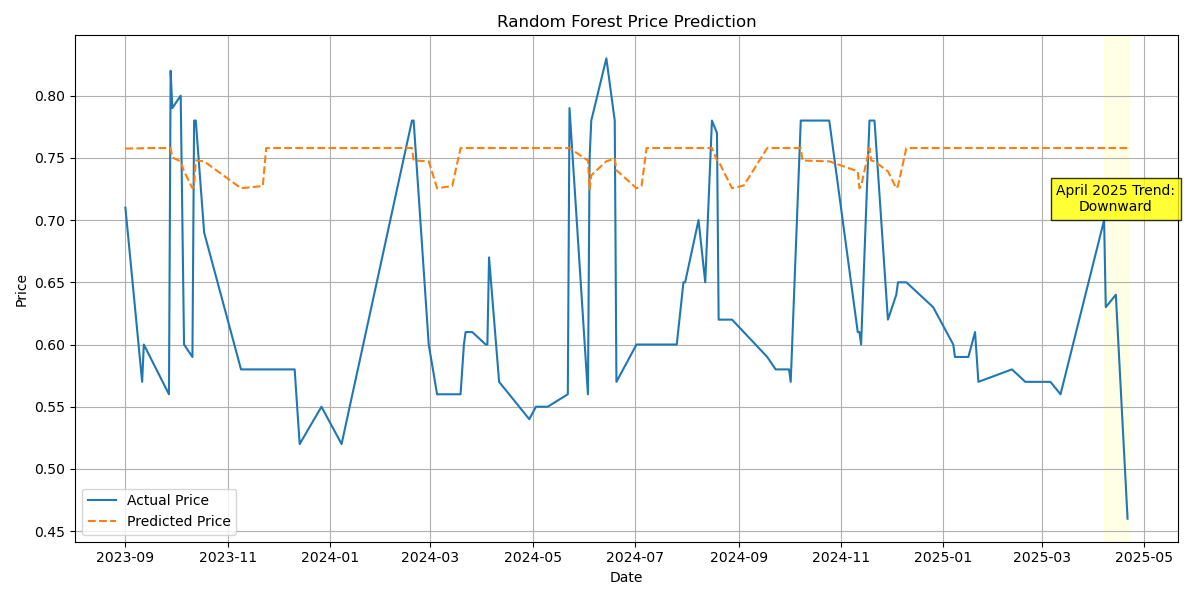 Random Forest Price Prediction
0.80
0.75
0.70
0.65
0.60
0.55
0.50
0.45
Price
April 2025 Trend:
Downward
Actual Price
Predicted Price
2023-09 2023-11 2024-01 2024-03 2024-05 2024-07 2024-09 2024-11 2025-01 2025-03 2025-05
Date